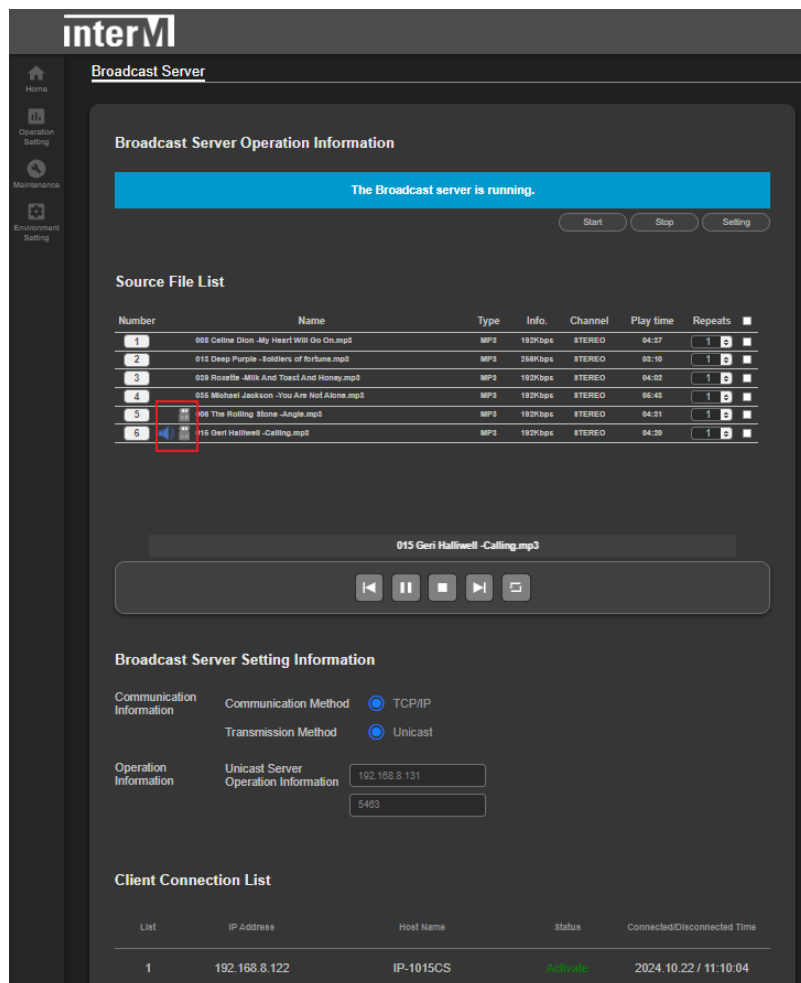 interM
Broadcast Server
Home
Operation
Setting
Maintenance
Environment
Setting
Broadcast Server Operation Information
The Broadcast server is running.
Start Stop Setting
Source File List
Number Name Type Info. Channel Play time Repeats
1 008 Celine Dion -My Heart Will Go On.mp3 MP3 192Kbps STEREO 04:37 1
2 013 Deep Purple -Soldiers of fortune.mp3 MP3 256Kbps STEREO 03:10 1
3 039 Roxette -Milk And Toast And Honey.mp3 MP3 192Kbps STEREO 04:02 1
4 035 Michael Jaskson -You Are Not Alone.mp3 MP3 192Kbps STEREO 05:43 1
5 006 The Rolling Stone -Angle.mp3 MP3 192Kbps STEREO 04:31 1
6 015 Geri Halliwell -Calling.mp3 MP3 192Kbps STEREO 04:20 1
015 Geri Halliwell -Calling.mp3
Broadcast Server Setting Information
Communication
Information
Communication Method TCP/IP
Transmission Method Unicast
Operation
Information
Unicast Server
Operation Information
192.168.8.131
5463
Client Connection List
List IP Address Host Name Status Connected/Disconnected Time
1 192.168.8.122 IP-1015CS Activate 2024.10.22 / 11:10:04